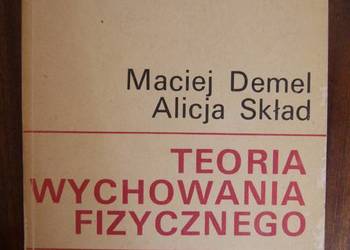 Maciej Demel
Alicja Skład
TEORIA
WYCHOWANIA
FIZYCZNEGO